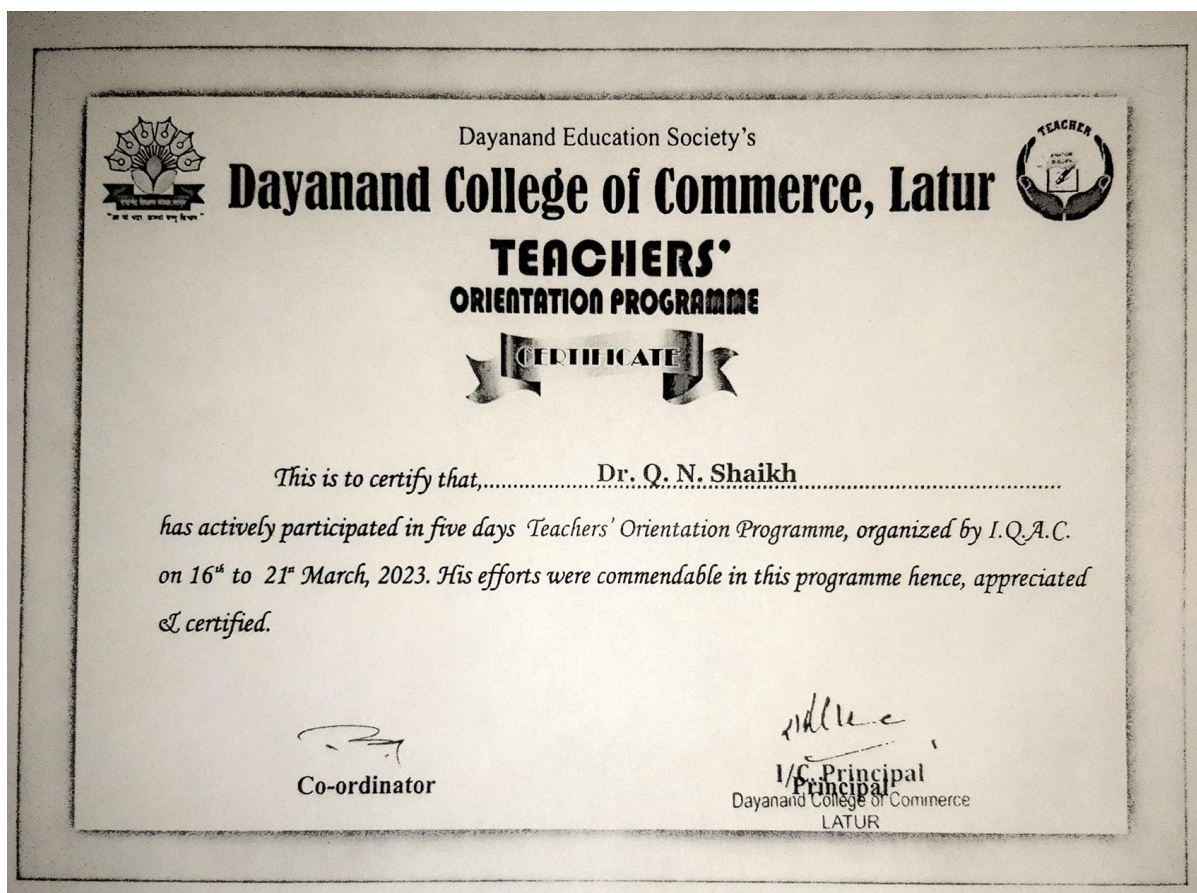 Dayanand Education Society's
Dayanand College of Commerce, Latur
TEACHER
TEACHERS'
ORIENTATION PROGRAMME
CERTIFICATE
This is to certify that,....................Dr. Q. N. Shaikh..............................................
has actively participated in five days Teachers' Orientation Programme, organized by I.Q.A.C.
on 16th to 21st March, 2023. His efforts were commendable in this programme hence, appreciated
& certified.
Co-ordinator
I/C. Principal
Principal
Dayanand College of Commerce
LATUR